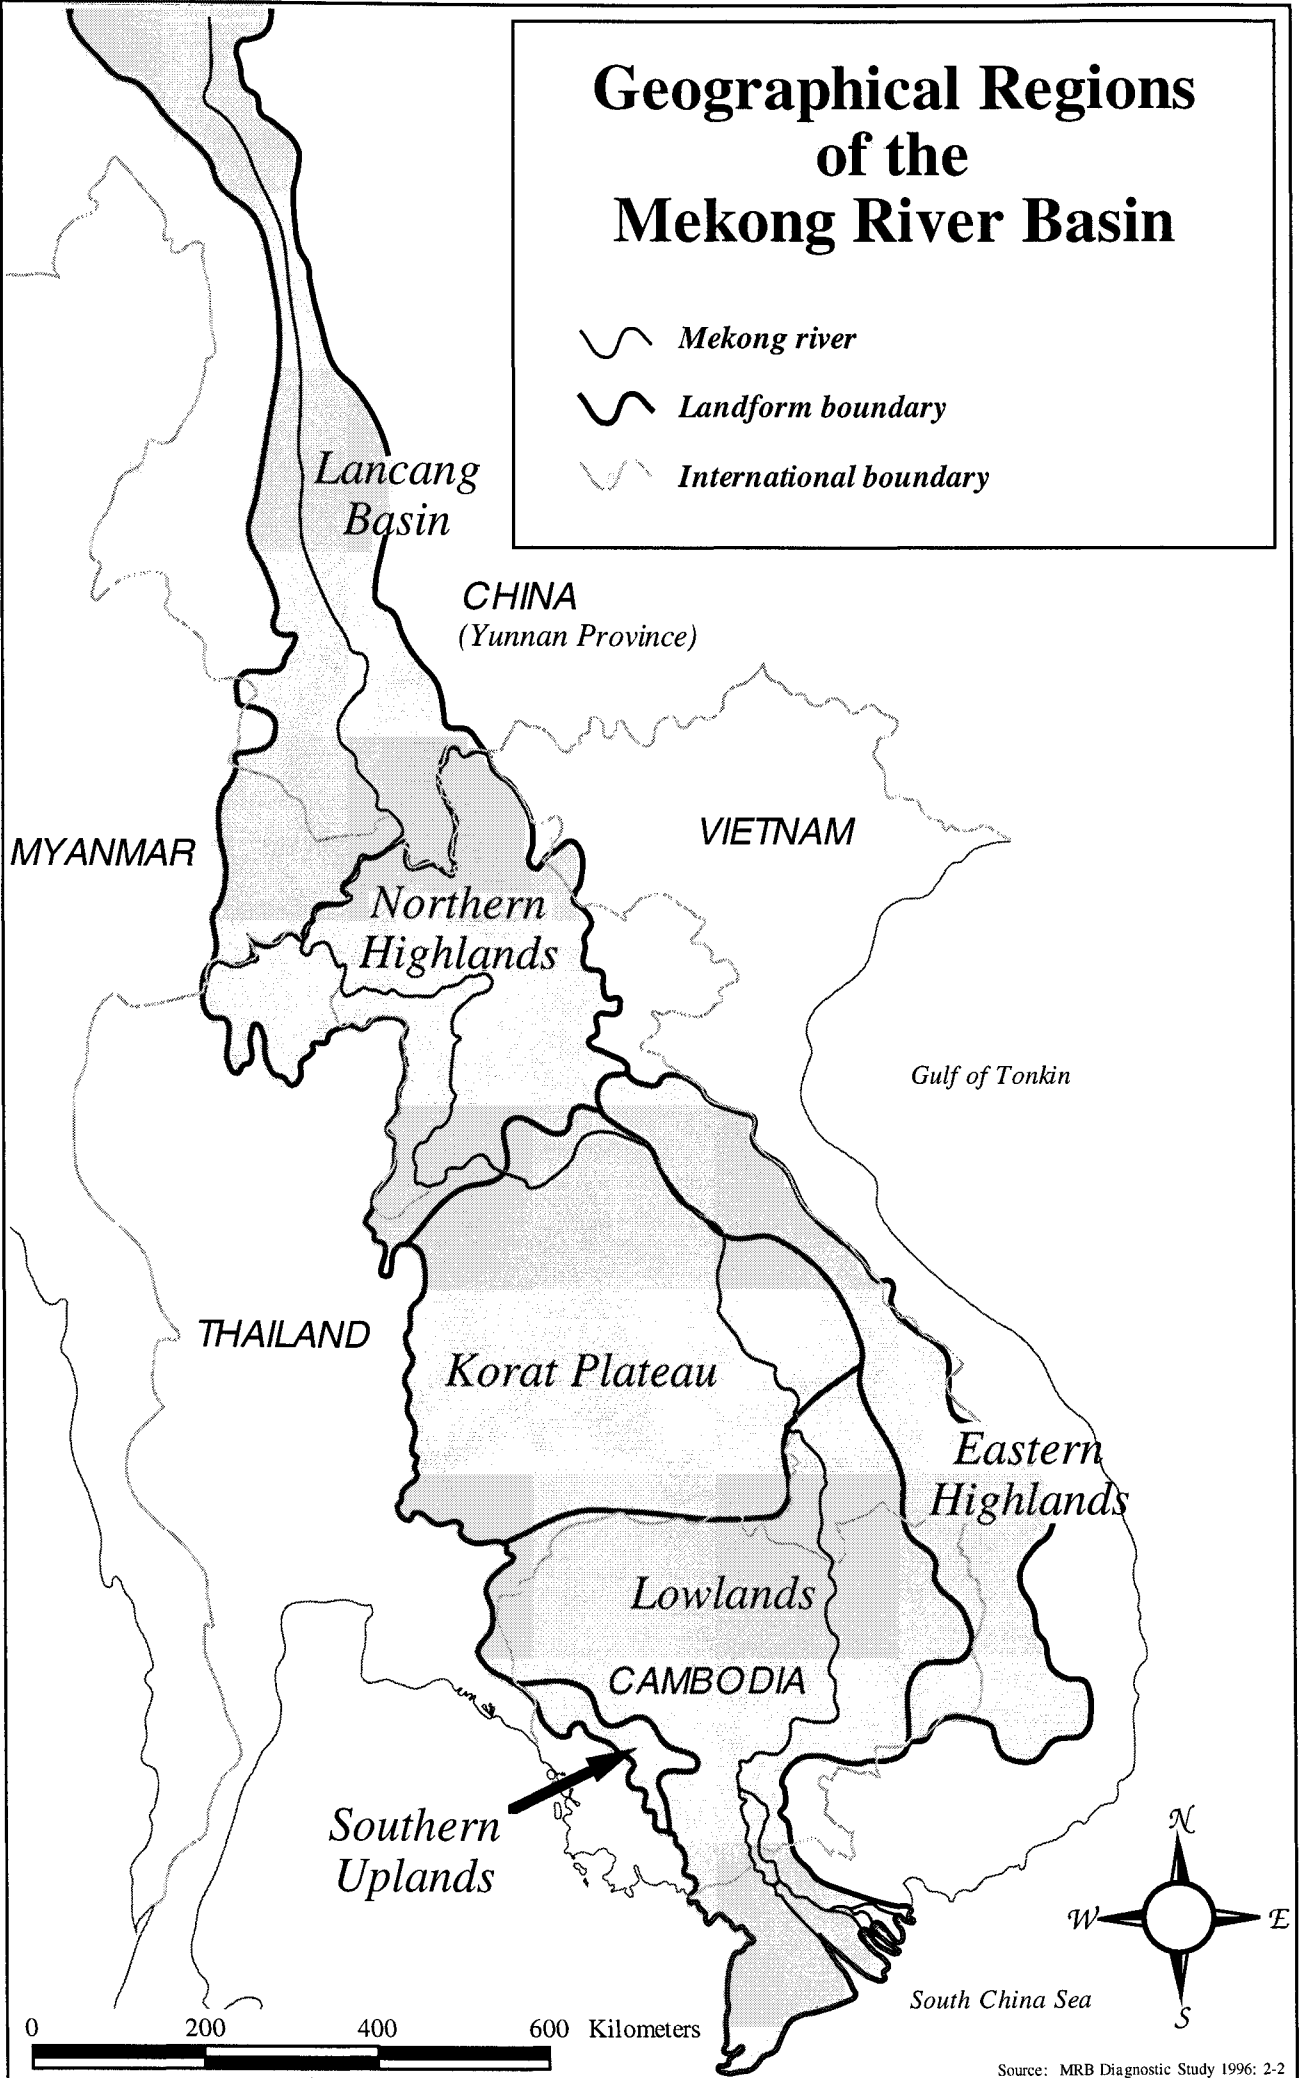 Geographical Regions
of the
Mekong River Basin
Mekong river
Landform boundary
International boundary
Lancang
Basin
CHINA
(Yunnan Province)
VIETNAM
MYANMAR
Northern
Highlands
Gulf of Tonkin
THAILAND
Korat Plateau
Eastern
Highlands
Lowlands
CAMBODIA
Southern
Uplands
N
W
E
S
South China Sea
0 200 400 600 Kilometers
Source: MRB Diagnostic Study 1996: 2-2